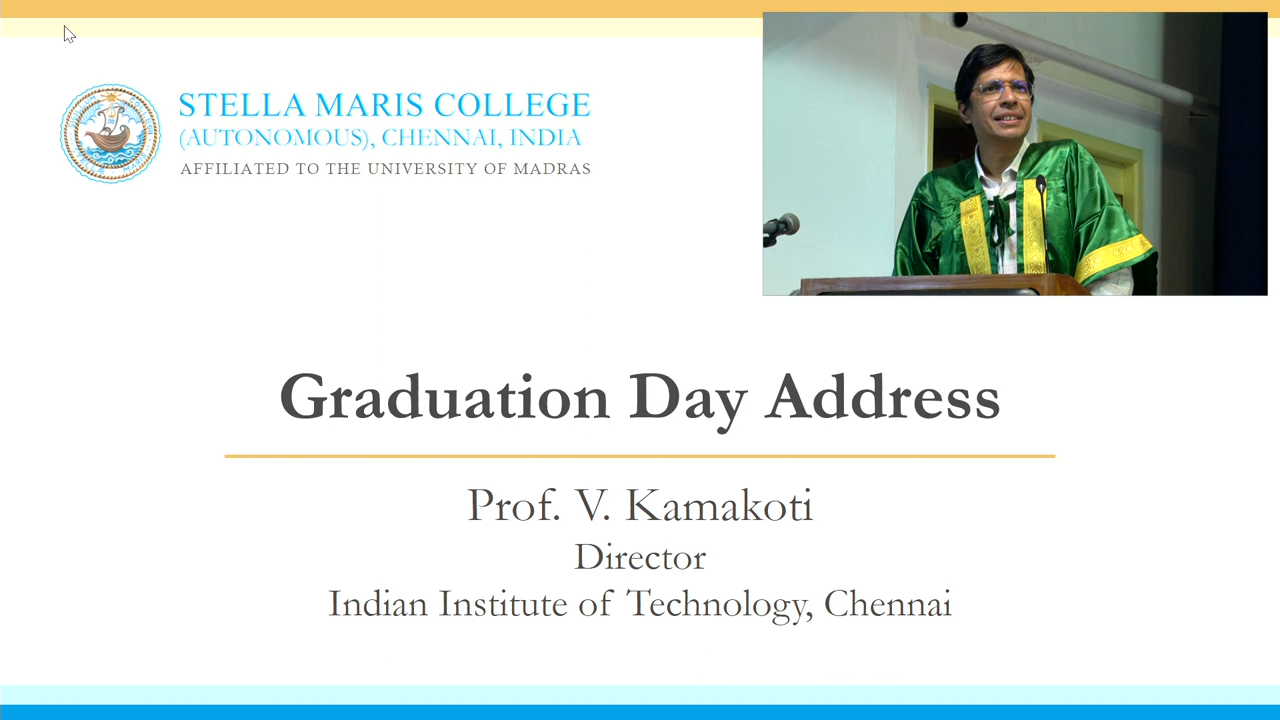 STELLA MARIS COLLEGE
(AUTONOMOUS), CHENNAI, INDIA
AFFILIATED TO THE UNIVERSITY OF MADRAS
Graduation Day Address
Prof. V. Kamakoti
Director
Indian Institute of Technology, Chennai